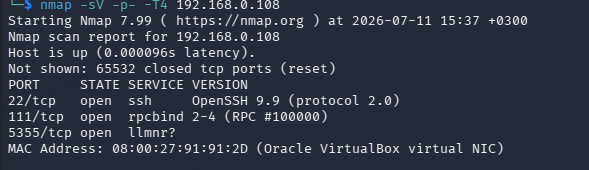 └─$ nmap -sV -p- -T4 192.168.0.108
Starting Nmap 7.99 ( https://nmap.org ) at 2026-07-11 15:37 +0300
Nmap scan report for 192.168.0.108
Host is up (0.000096s latency).
Not shown: 65532 closed tcp ports (reset)
PORT     STATE SERVICE VERSION
22/tcp   open  ssh     OpenSSH 9.9 (protocol 2.0)
111/tcp  open  rpcbind 2-4 (RPC #100000)
5355/tcp open  llmnr?
MAC Address: 08:00:27:91:91:2D (Oracle VirtualBox virtual NIC)